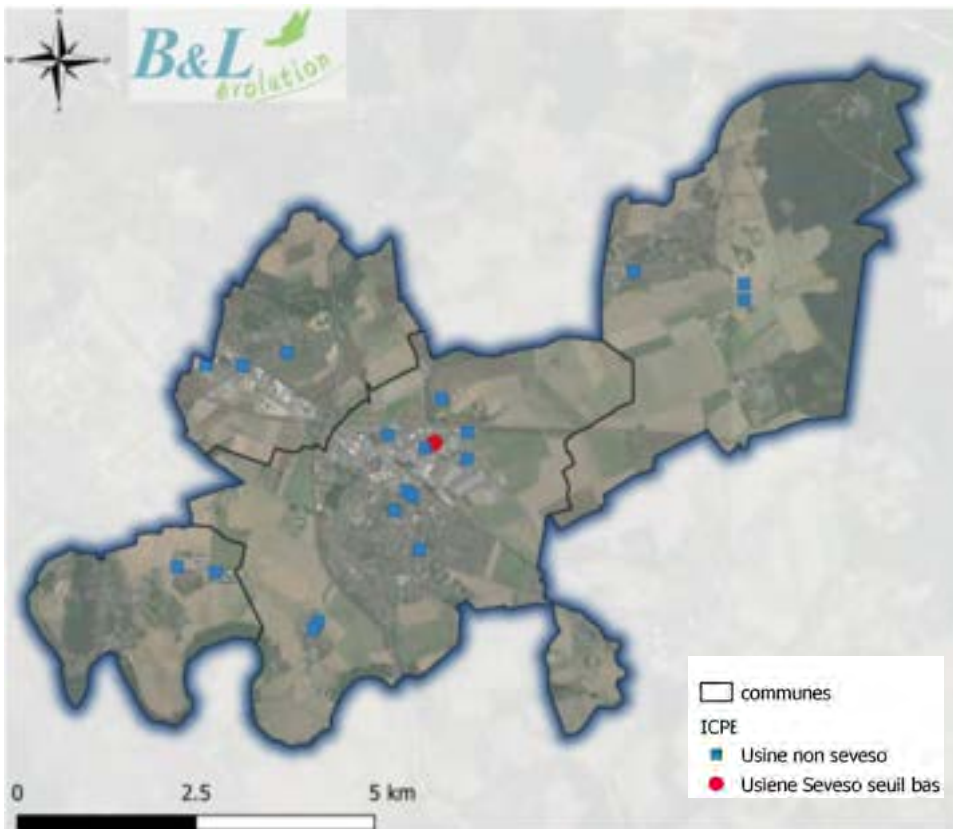 B&L
évolution
communes
ICPE
Usine non seveso
Usiene Seveso seuil bas
0 2.5 5 km